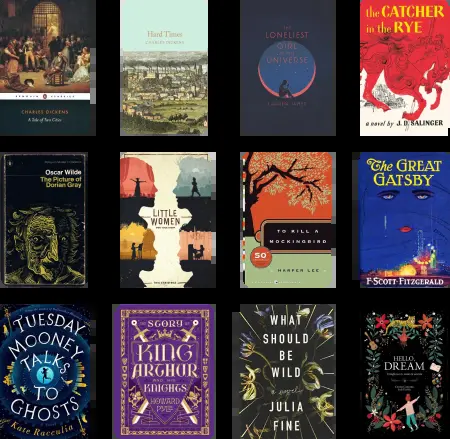 PENGUIN CLASSICS
CHARLES DICKENS
A Tale of Two Cities
Hard Times
CHARLES DICKENS
THE
LONELIEST
GIRL
IN THE
UNIVERSE
LAUREN JAMES
the CATCHER
in the RYE
a novel by J. D. SALINGER
Oscar Wilde
The Picture of
Dorian Gray
LITTLE
WOMEN
TO KILL A
MOCKINGBIRD
50
HARPER LEE
The GREAT
GATSBY
F·SCOTT·FITZGERALD
TUESDAY
MOONEY
TALKS
TO
GHOSTS
Kate Racculia
THE
STORY
OF
KING
ARTHUR
AND HIS
KNIGHTS
HOWARD
PYLE
WHAT
SHOULD
BE
WILD
a novel
JULIA
FINE
HELLO,
DREAM